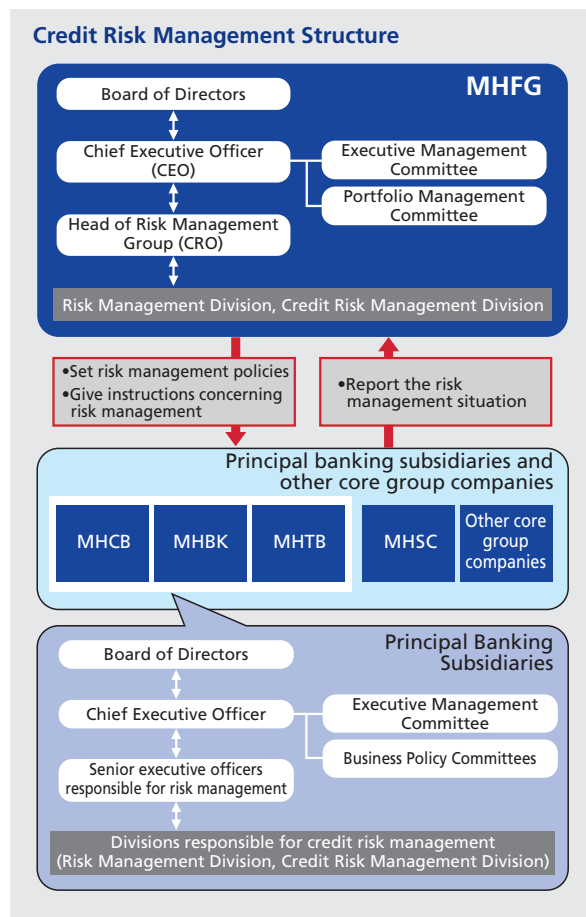 Credit Risk Management Structure
MHFG
Board of Directors
Chief Executive Officer
(CEO)
Executive Management
Committee
Portfolio Management
Committee
Head of Risk Management
Group (CRO)
Risk Management Division, Credit Risk Management Division
•Set risk management policies
•Give instructions concerning
risk management
•Report the risk
management situation
Principal banking subsidiaries and
other core group companies
MHCB
MHBK
MHTB
MHSC
Other core
group
companies
Principal Banking
Subsidiaries
Board of Directors
Chief Executive Officer
Executive Management
Committee
Business Policy Committees
Senior executive officers
responsible for risk management
Divisions responsible for credit risk management
(Risk Management Division, Credit Risk Management Division)